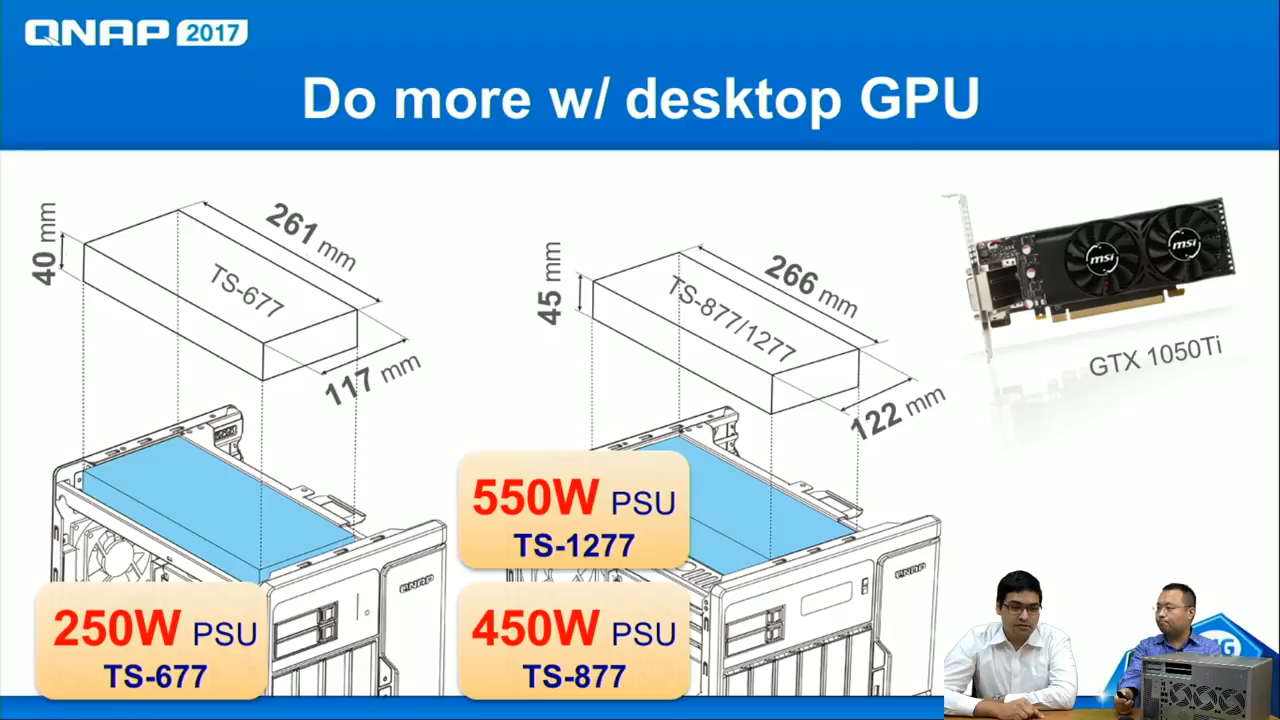 QNAP 2017
Do more w/ desktop GPU
40 mm
261 mm
TS-677
117 mm
45 mm
266 mm
TS-877/1277
122 mm
msi
msi
GTX 1050Ti
550W PSU
TS-1277
250W PSU
TS-677
450W PSU
TS-877
QNAP
QNAP
G